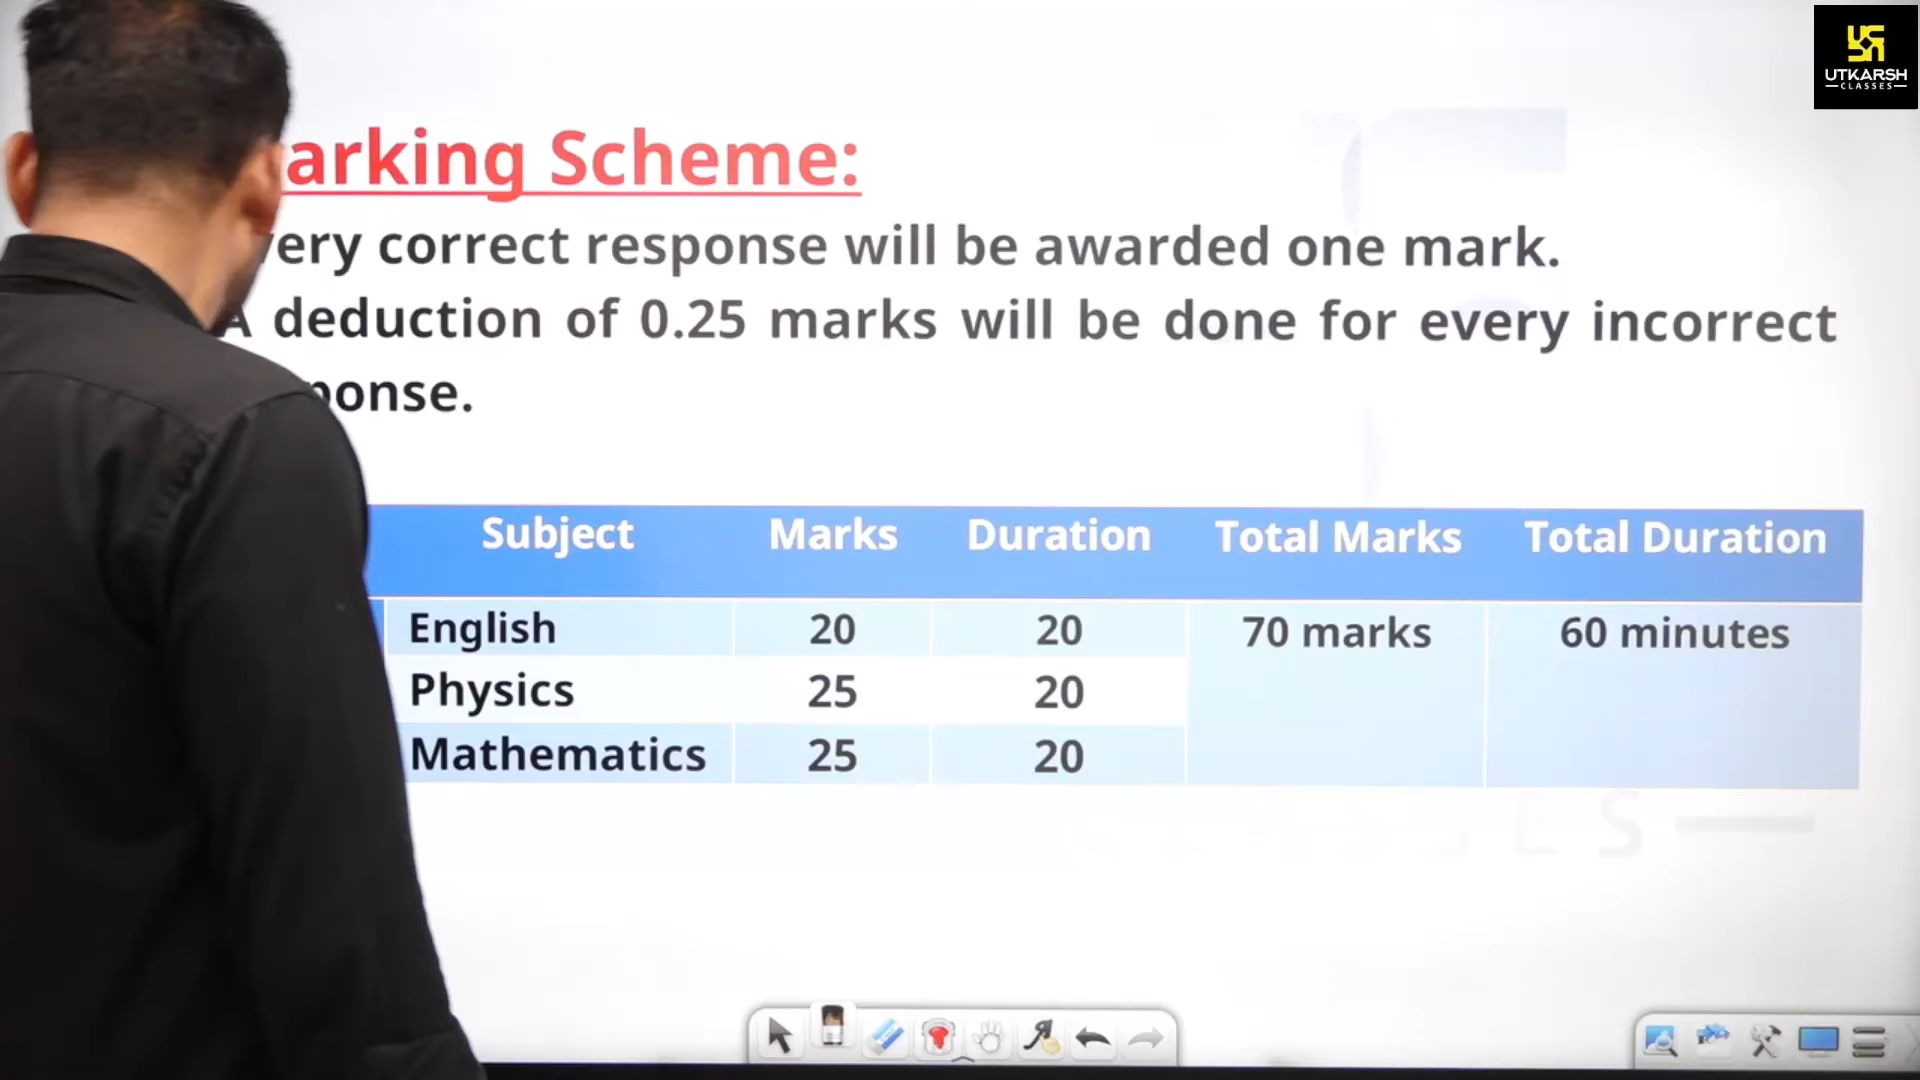 UTKARSH
CLASSES
arking Scheme:
very correct response will be awarded one mark.
A deduction of 0.25 marks will be done for every incorrect
ponse.
Subject Marks Duration Total Marks Total Duration
English 20 20 70 marks 60 minutes
Physics 25 20
Mathematics 25 20